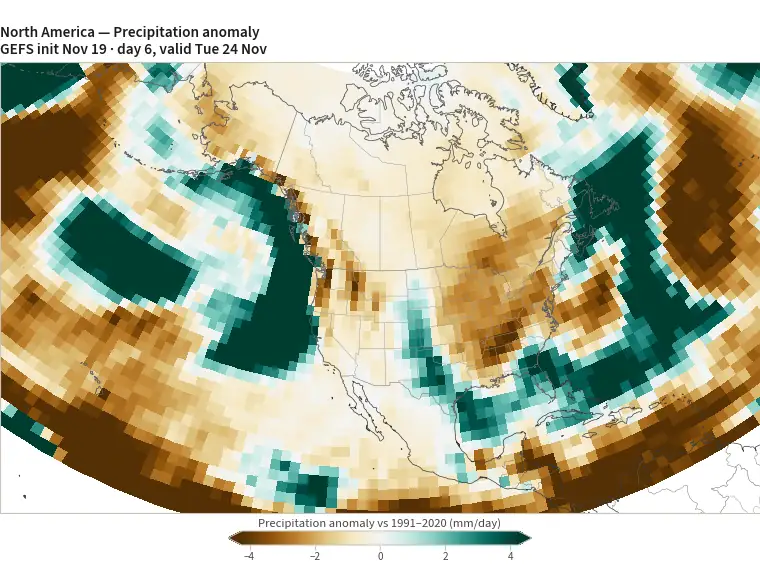 North America — Precipitation anomaly
GEFS init Nov 19 · day 6, valid Tue 24 Nov
Precipitation anomaly vs 1991–2020 (mm/day)
−4 −2 0 2 4